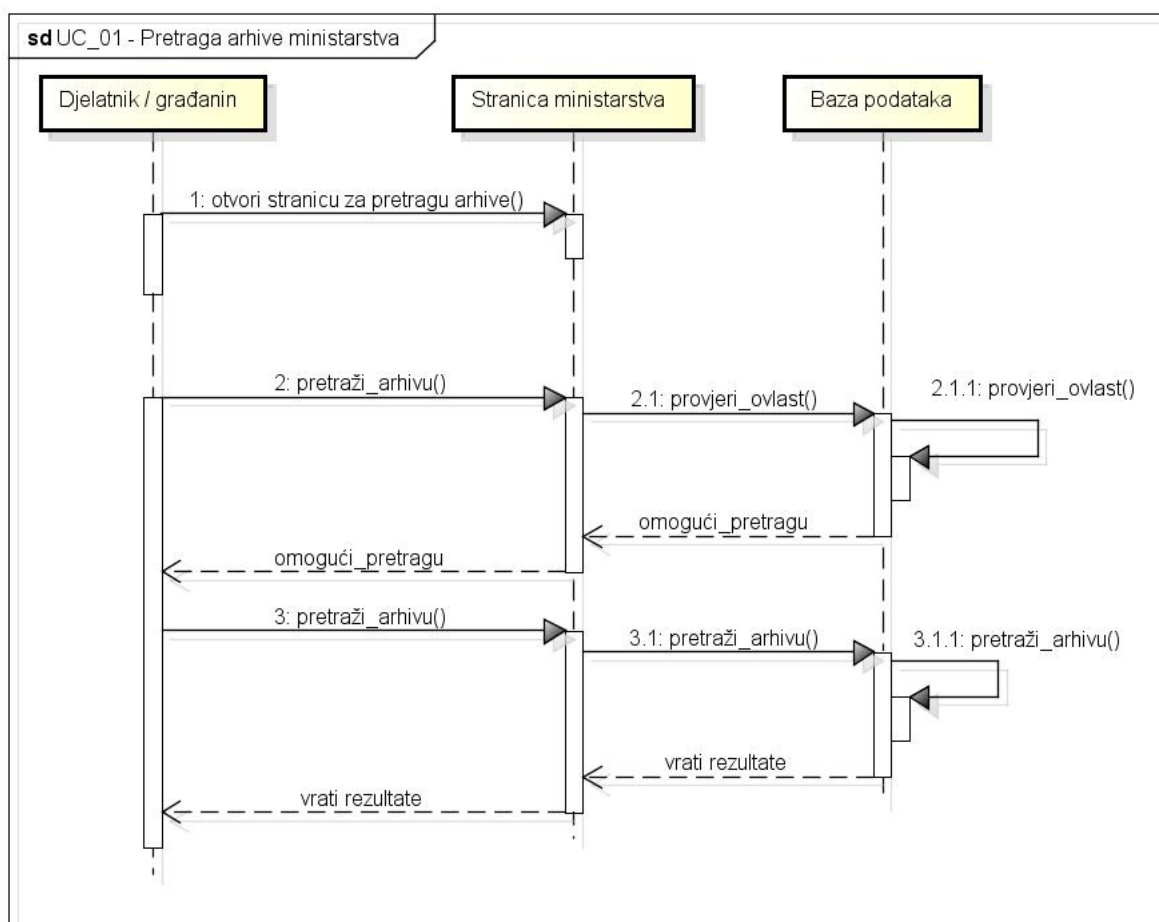 sd UC_01 - Pretraga arhive ministarstva
Djelatnik / građanin
Stranica ministarstva
Baza podataka
1: otvori stranicu za pretragu arhive()
2: pretraži_arhivu()
2.1: provjeri_ovlast()
2.1.1: provjeri_ovlast()
omogući_pretragu
omogući_pretragu
3: pretraži_arhivu()
3.1: pretraži_arhivu()
3.1.1: pretraži_arhivu()
vrati rezultate
vrati rezultate